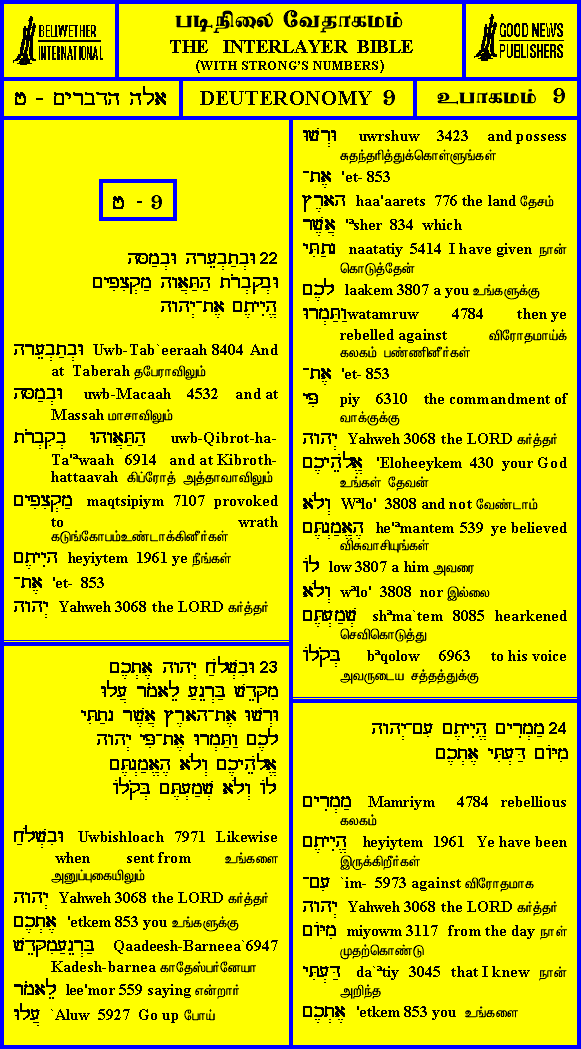 BELLWETHER
INTERNATIONAL
படிநிலை வேதாகமம்
THE INTERLAYER BIBLE
(WITH STRONG'S NUMBERS)
GOOD NEWS
PUBLISHERS
אלה הדברים - ט
DEUTERONOMY 9
உபாகமம் 9
ט - 9
22 וּבְתַבְעֵרָה וּבְמַסָּה
וּבְקִבְרֹת הַתַּאֲוָה מַקְצִפִים
הֱיִיתֶם אֶת־יְהוָה
וּבְתַבְעֵרָה Uwb-Tab`eeraah 8404 And
at Taberah தபேராவிலும்
וּבְמַסָּה uwb-Macaah 4532 and at
Massah மாசாவிலும்
הַתַּאֲוהוּ בְקִבְרֹת uwb-Qibrot-ha-
Ta'ªwaah 6914 and at Kibroth-
hattaavah கிப்ரோத் அத்தாவாவிலும்
מַקְצִפִים maqtsipiym 7107 provoked
to wrath
கடுங்கோபம்உண்டாக்கினீர்கள்
הֱיִיתֶם heyiytem 1961 ye நீங்கள்
אֶת־ 'et- 853
יְהוָה Yahweh 3068 the LORD கர்த்தர்
23 וּבִשְׁלֹחַ יְהוָה אֶתְכֶם
מִקָּדֵשׁ בַּרְנֵעַ לֵאמֹר עֲלוּ
וּרְשׁוּ אֶת־הָאָרֶץ אֲשֶׁר נָתַתִּי
לָכֶם וַתַּמְרוּ אֶת־פִּי יְהוָה
אֱלֹהֵיכֶם וְלֹא הֶאֱמַנְתֶּם
לוֹ וְלֹא שְׁמַעְתֶּם בְּקֹלוֹ
וּבִשְׁלֹחַ Uwbishloach 7971 Likewise
when sent from உங்களை
அனுப்புகையிலும்
יְהוָה Yahweh 3068 the LORD கர்த்தர்
אֶתְכֶם 'etkem 853 you உங்களுக்கு
בַּרְנֵעַמִקָּדֵשׁ Qaadeesh-Barneea`6947
Kadesh-barnea காதேஸ்பர்னேயா
לֵאמֹר lee'mor 559 saying என்றார்
עֲלוּ `Aluw 5927 Go up போய்
וּרְשׁוּ uwrshuw 3423 and possess
சுதந்தரித்துக்கொள்ளுங்கள்
אֶת־ 'et- 853
הָאָרֶץ haa'aarets 776 the land தேசம்
אֲשֶׁר 'ªsher 834 which
נָתַתִּי naatatiy 5414 I have given நான்
கொடுத்தேன்
לָכֶם laakem 3807 a you உங்களுக்கு
וַתַּמְרוּ watamruw 4784 then ye
rebelled against விரோதமாய்க்
கலகம் பண்ணினீர்கள்
אֶת־ 'et- 853
פִּי piy 6310 the commandment of
வாக்குக்கு
יְהוָה Yahweh 3068 the LORD கர்த்தர்
אֱלֹהֵיכֶם 'Eloheeykem 430 your God
உங்கள் தேவன்
וְלֹא Wªlo' 3808 and not வேண்டாம்
הֶאֱמַנְתֶּם he'ªmantem 539 ye believed
விசுவாசியுங்கள்
לוֹ low 3807 a him அவரை
וְלֹא wªlo' 3808 nor இல்லை
שְׁמַעְתֶּם shªma`tem 8085 hearkened
செவிகொடுத்து
בְּקֹלוֹ bªqolow 6963 to his voice
அவருடைய சத்தத்துக்கு
24 מַמְרִים הֱיִיתֶם עִם־יְהוָה
מִיּוֹם דַּעְתִּי אֶתְכֶם
מַמְרִים Mamriym 4784 rebellious
கலகம்
הֱיִיתֶם heyiytem 1961 Ye have been
இருக்கிறீர்கள்
עִם־ `im- 5973 against விரோதமாக
יְהוָה Yahweh 3068 the LORD கர்த்தர்
מִיּוֹם miyowm 3117 from the day நாள்
முதற்கொண்டு
דַּעְתִּי da`ªtiy 3045 that I knew நான்
அறிந்த
אֶתְכֶם 'etkem 853 you உங்களை